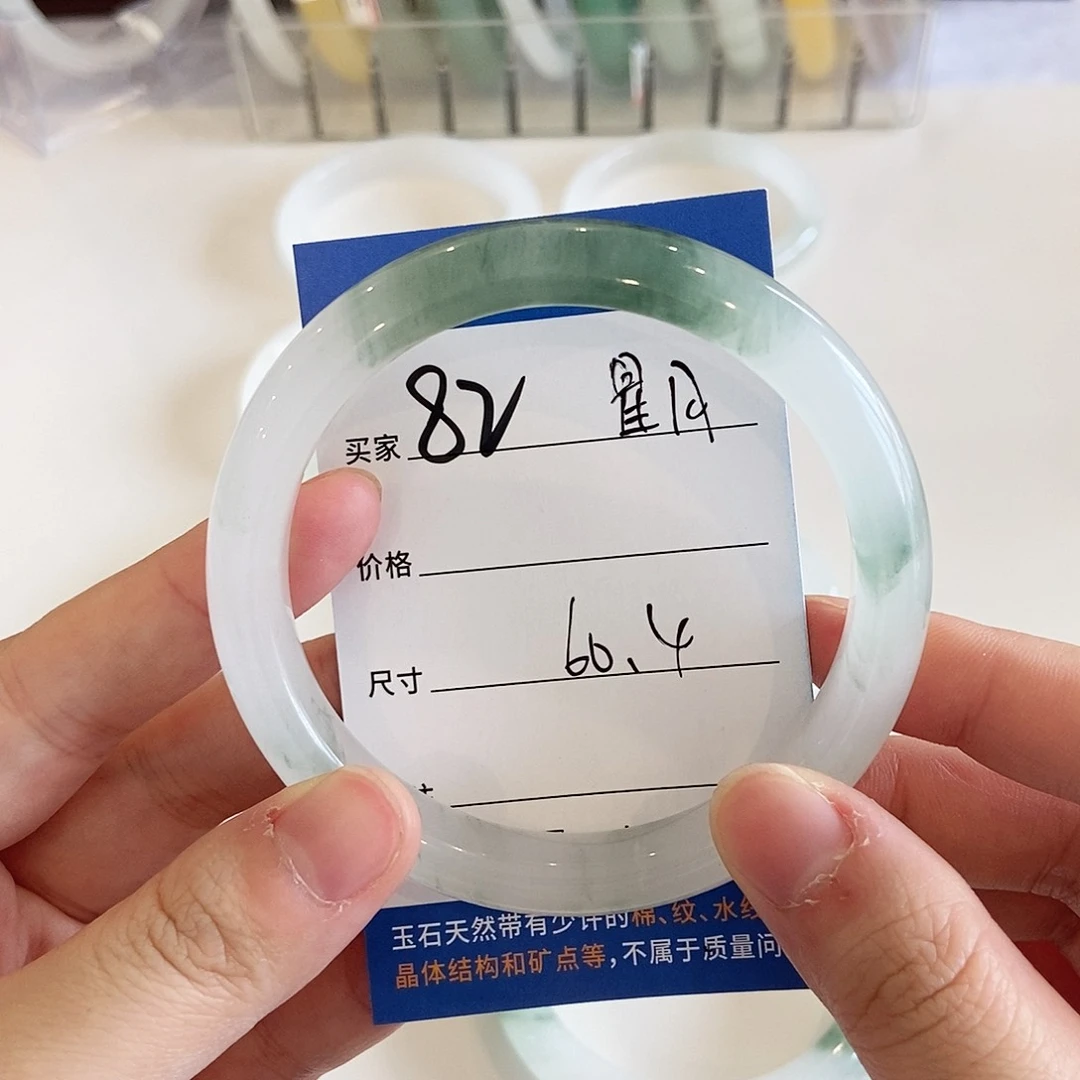 买家 82 星月
价格
尺寸 60.4
玉石天然带有少许的棉、纹、水线
晶体结构和矿点等，不属于质量问